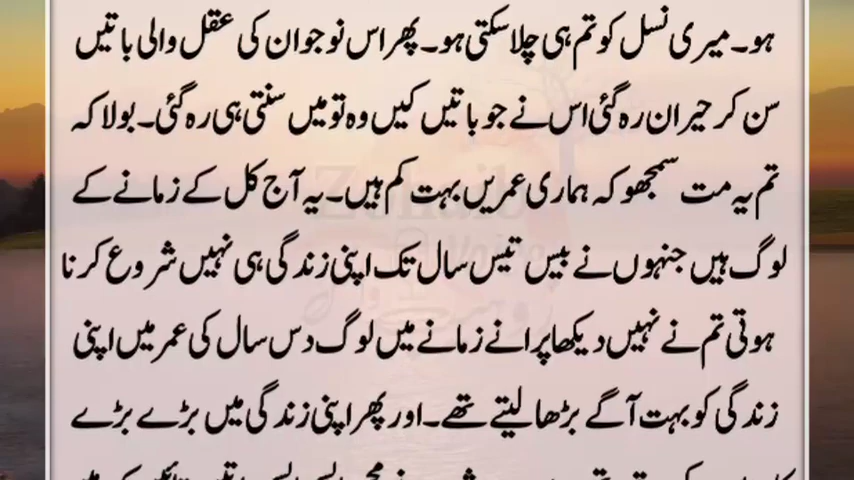 ہو۔ میری نسل کو تم ہی چلا سکتی ہو۔ پھر اس نوجوان کی عقل والی باتیں
سن کر حیران رہ گئی اس نے جو باتیں کیں وہ تو میں سنتی ہی رہ گئی۔ بولا کہ
تم یہ مت سمجھو کہ ہماری عمریں بہت کم ہیں۔ یہ آج کل کے زمانے کے
لوگ ہیں جنہوں نے بیس تیس سال تک اپنی زندگی ہی نہیں شروع کرنا
ہوتی تم نے نہیں دیکھا پرانے زمانے میں لوگ دس سال کی عمر میں اپنی
زندگی کو بہت آگے بڑھا لیتے تھے۔ اور پھر اپنی زندگی میں بڑے بڑے